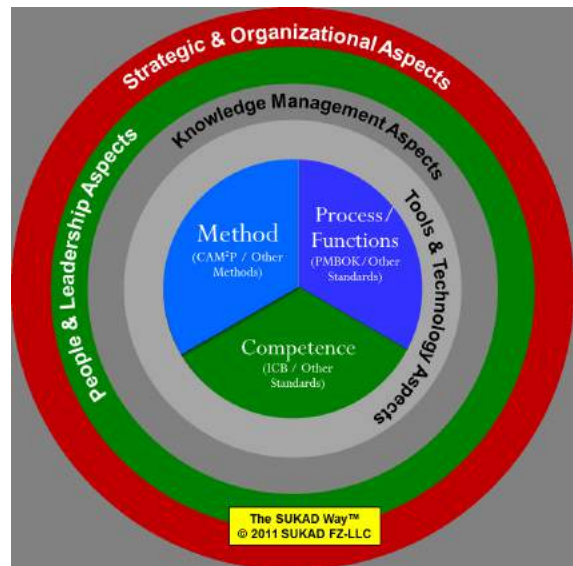 Strategic & Organizational Aspects
People & Leadership Aspects
Knowledge Management Aspects
Tools & Technology Aspects
Method
(CAM²P / Other
Methods)
Process/
Functions
(PMBOK/Other
Standards)
Competence
(ICB / Other
Standards)
The SUKAD Way™
© 2011 SUKAD FZ-LLC